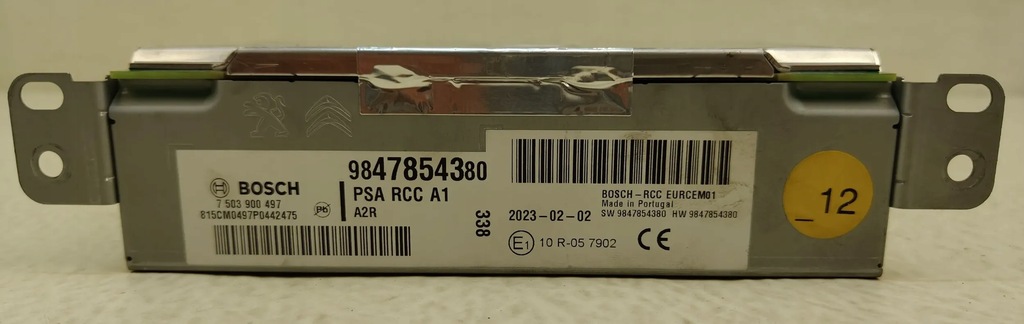 BOSCH
7 503 900 497
815CM0497P0442475
Pb
9847854380
PSA RCC A1
A2R
338
2023-02-02
E1 10 R-05 7902
CE
BOSCH-RCC EURCEM01
Made in Portugal
SW 9847854380 HW 9847854380
_12